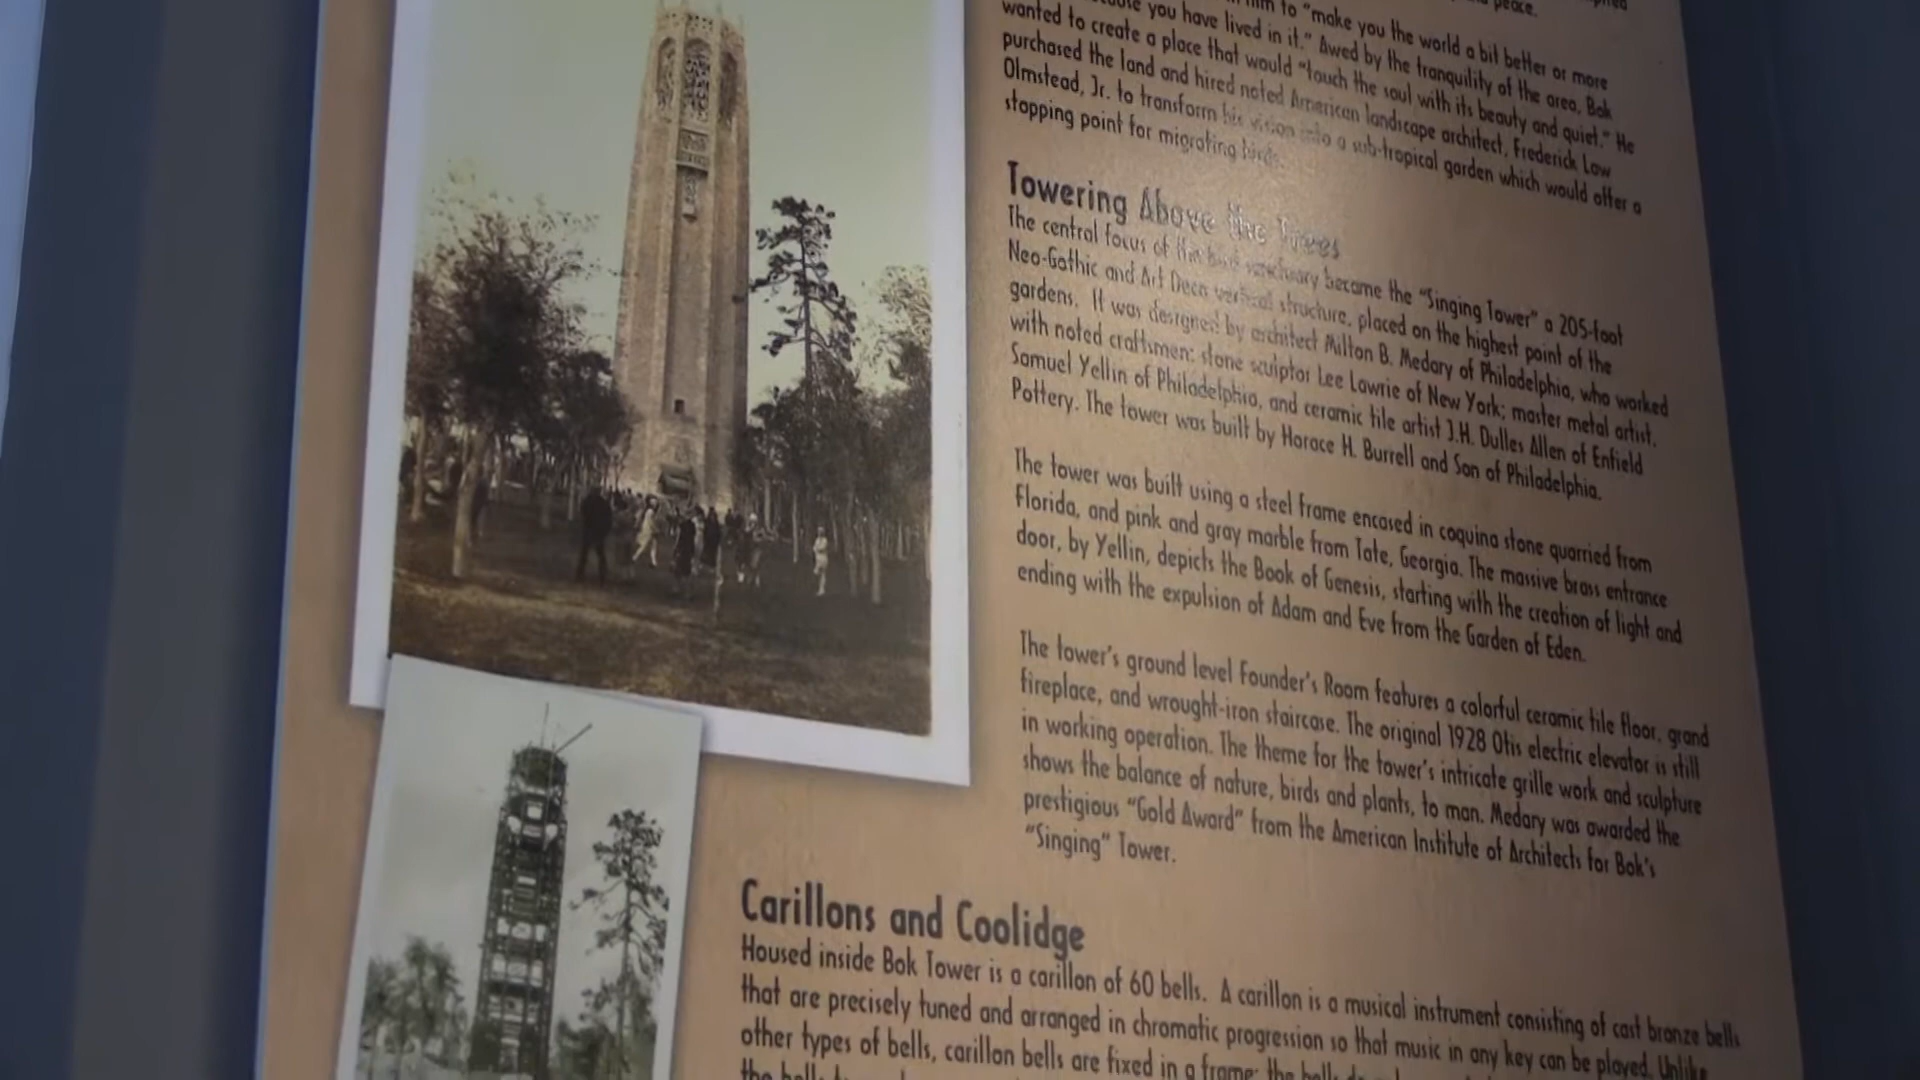 him to "make you the world a bit better or more
you have lived in it." Awed by the tranquility of the area, Bok
wanted to create a place that would "touch the soul with its beauty and quiet." He
purchased the land and hired noted American landscape architect, Frederick Law
Olmstead, Jr. to transform his vision into a sub-tropical garden which would offer a
stopping point for migrating birds.
Towering Above the Trees
The central focus of the bird sanctuary became the "Singing Tower" a 205-foot
Neo-Gothic and Art Deco vertical structure, placed on the highest point of the
gardens. It was designed by architect Milton B. Medary of Philadelphia, who worked
with noted craftsmen: stone sculptor Lee Lawrie of New York; master metal artist,
Samuel Yellin of Philadelphia, and ceramic tile artist J.H. Dulles Allen of Enfield
Pottery. The tower was built by Horace H. Burrell and Son of Philadelphia.
The tower was built using a steel frame encased in coquina stone quarried from
Florida, and pink and gray marble from Tate, Georgia. The massive brass entrance
door, by Yellin, depicts the Book of Genesis, starting with the creation of light and
ending with the expulsion of Adam and Eve from the Garden of Eden.
The tower's ground level Founder's Room features a colorful ceramic tile floor, grand
fireplace, and wrought-iron staircase. The original 1928 Otis electric elevator is still
in working operation. The theme for the tower's intricate grille work and sculpture
shows the balance of nature, birds and plants, to man. Medary was awarded the
prestigious "Gold Award" from the American Institute of Architects for Bok's
"Singing" Tower.
Carillons and Coolidge
Housed inside Bok Tower is a carillon of 60 bells. A carillon is a musical instrument consisting of cast bronze bells
that are precisely tuned and arranged in chromatic progression so that music in any key can be played. Unlike
other types of bells, carillon bells are fixed in a frame; the bells
the bells